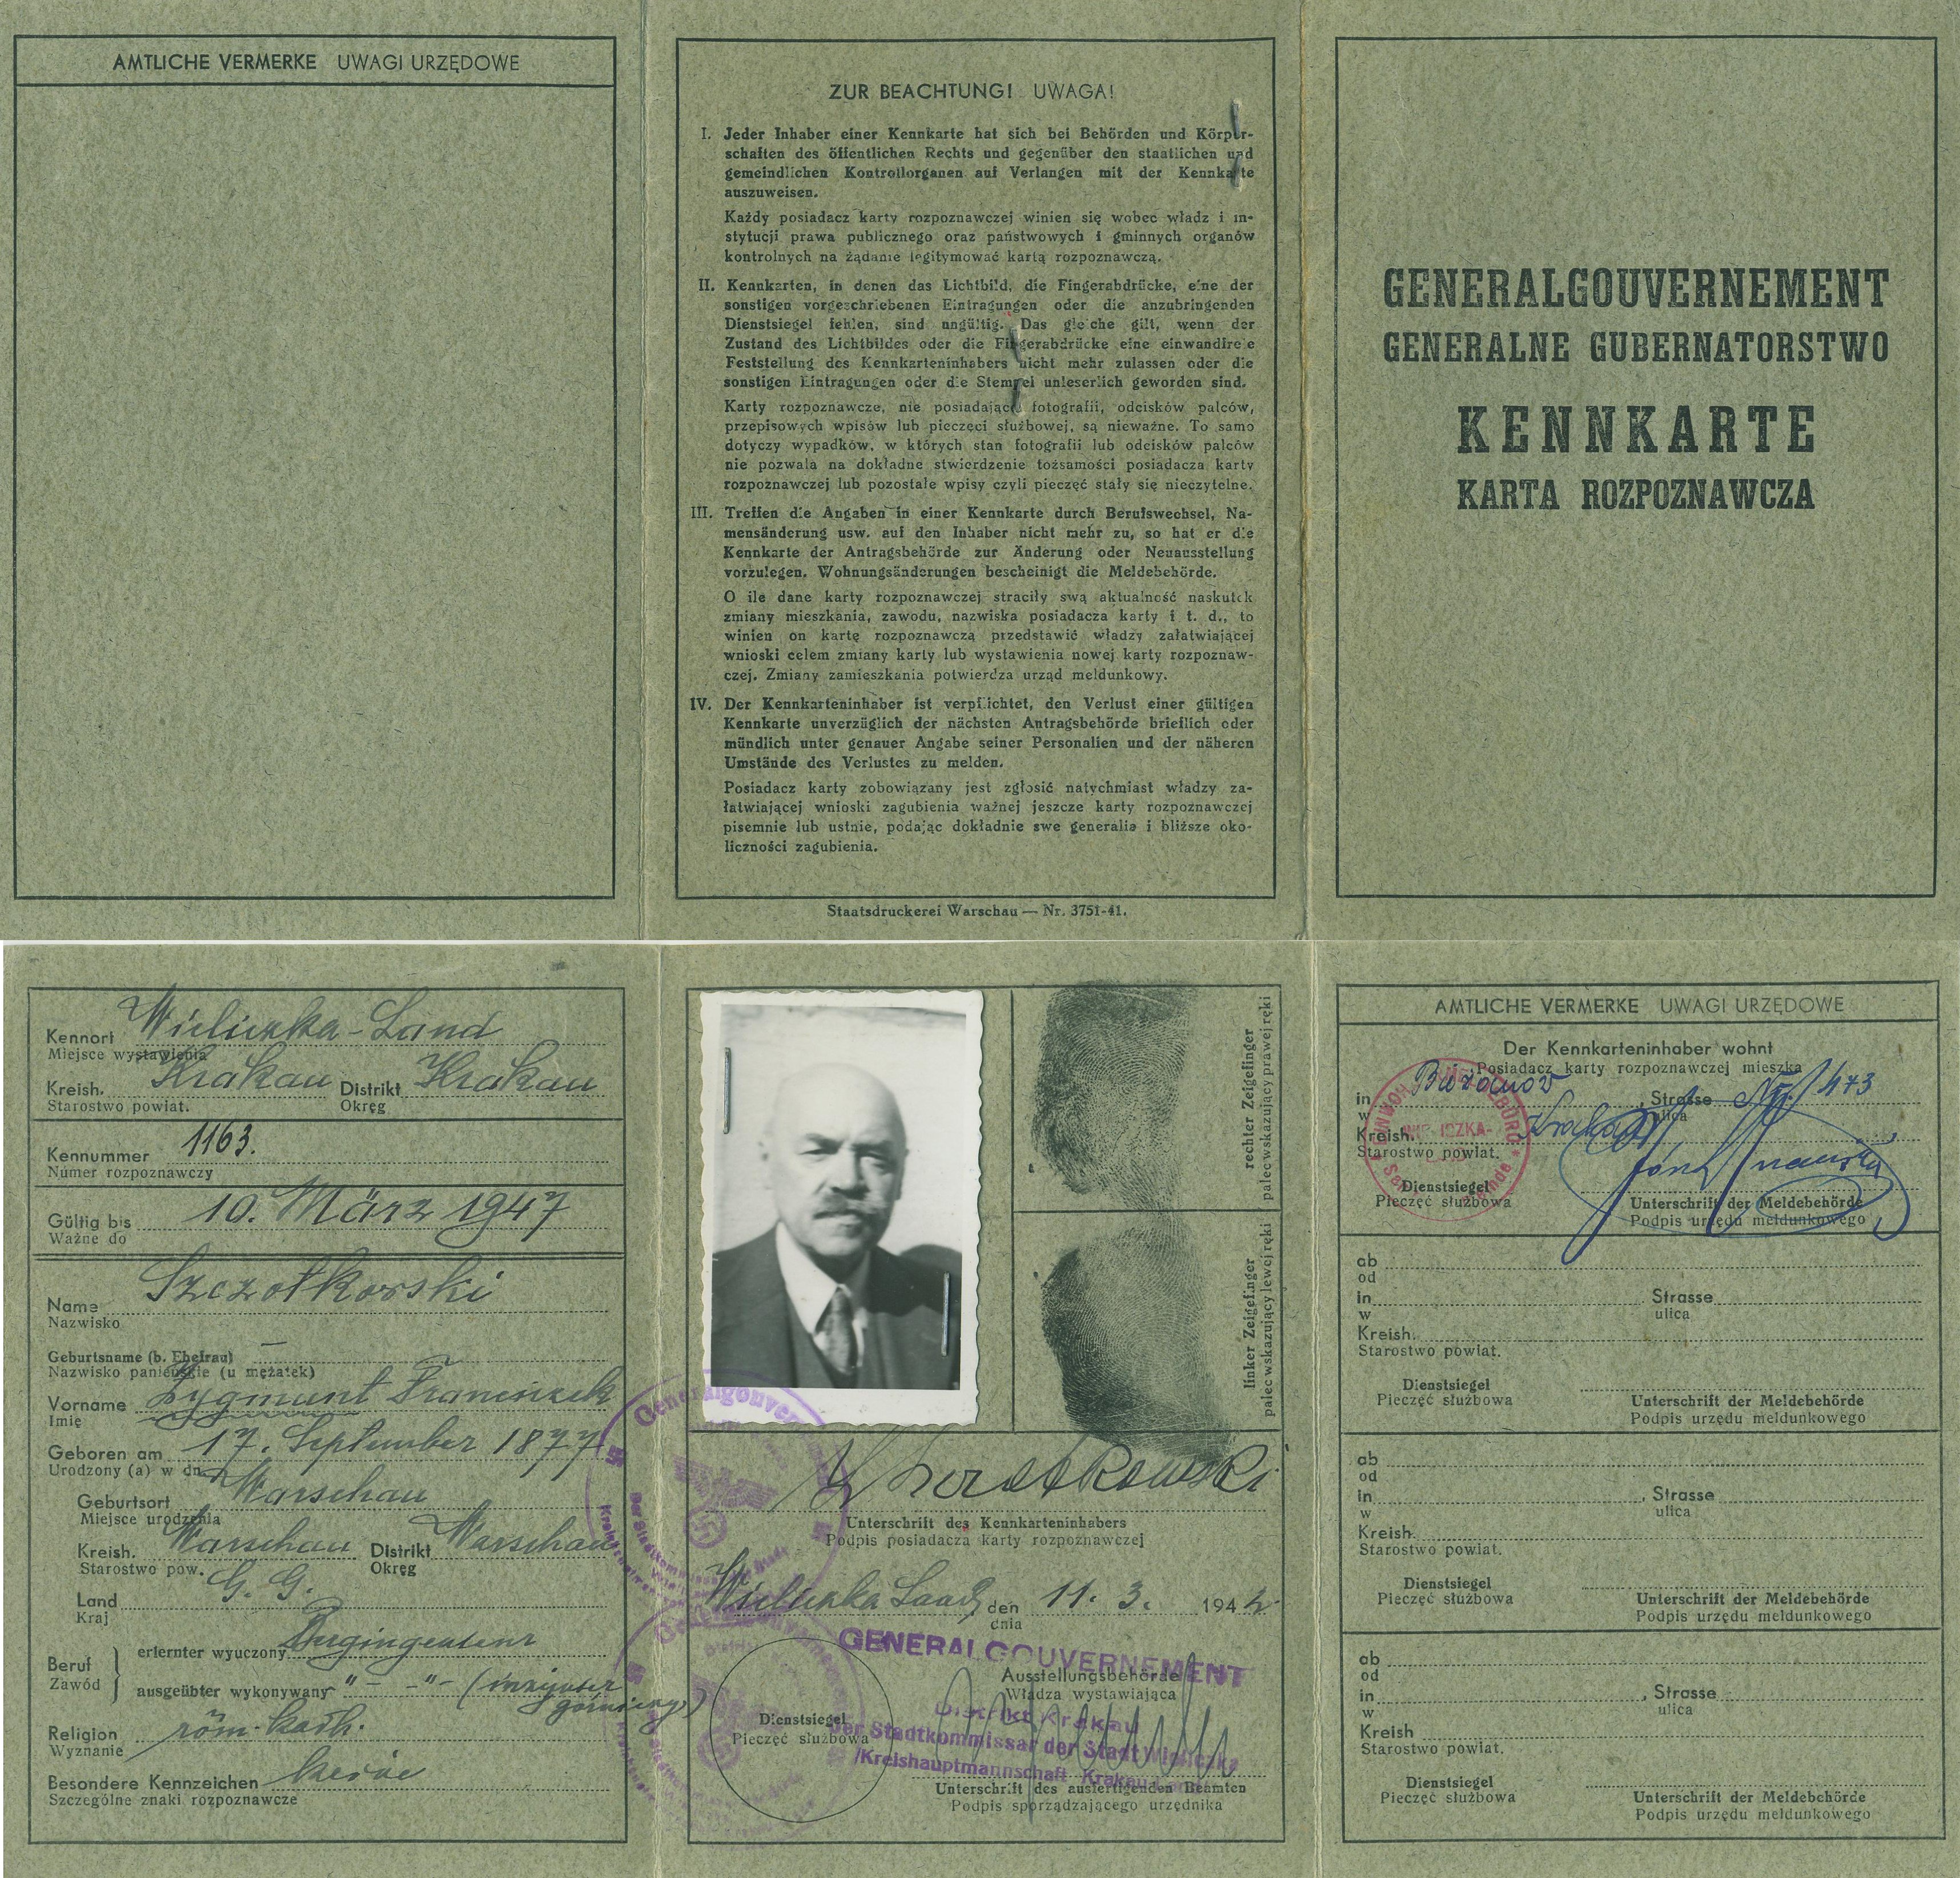 AMTLICHE VERMERKE UWAGI URZĘDOWE
ZUR BEACHTUNG! UWAGA!
I. Jeder Inhaber einer Kennkarte hat sich bei Behörden und Körper-
schaften des öffentlichen Rechts und gegenüber den staatlichen und
gemeindlichen Kontrollorganen auf Verlangen mit der Kennkarte
auszuweisen.
Każdy posiadacz karty rozpoznawczej winien się wobec władz i in-
stytucji prawa publicznego oraz państwowych i gminnych organów
kontrolnych na żądanie legitymować kartą rozpoznawczą.
II. Kennkarten, in denen das Lichtbild, die Fingerabdrücke, eine der
sonstigen vorgeschriebenen Eintragungen oder die anzubringenden
Dienstsiegel fehlen, sind ungültig. Das gleiche gilt, wenn der
Zustand des Lichtbildes oder die Fingerabdrücke eine einwandfreie
Feststellung des Kennkarteninhabers nicht mehr zulassen oder die
sonstigen Eintragungen oder die Stempel unleserlich geworden sind.
Karty rozpoznawcze, nie posiadające fotografii, odcisków palców,
przepisowych wpisów lub pieczęci służbowej, są nieważne. To samo
dotyczy wypadków, w których stan fotografii lub odcisków palców
nie pozwala na dokładne stwierdzenie tożsamości posiadacza karty
rozpoznawczej lub pozostałe wpisy czyli pieczęć stały się nieczytelne.
III. Treffen die Angaben in einer Kennkarte durch Berufswechsel, Na-
mensänderung usw. auf den Inhaber nicht mehr zu, so hat er die
Kennkarte der Antragsbehörde zur Änderung oder Neuausstellung
vorzulegen. Wohnungsänderungen bescheinigt die Meldebehörde.
O ile dane karty rozpoznawczej straciły swą aktualność naskutek
zmiany mieszkania, zawodu, nazwiska posiadacza karty i t. d., to
winien on kartę rozpoznawczą przedstawić władzy załatwiającej
wnioski celem zmiany karty lub wystawienia nowej karty rozpoznaw-
czej. Zmiany zamieszkania potwierdza urząd meldunkowy.
IV. Der Kennkarteninhaber ist verpflichtet, den Verlust einer gültigen
Kennkarte unverzüglich der nächsten Antragsbehörde brieflich oder
mündlich unter genauer Angabe seiner Personalien und der näheren
Umstände des Verlustes zu melden.
Posiadacz karty zobowiązany jest zgłosić natychmiast władzy za-
łatwiającej wnioski zagubienia ważnej jeszcze karty rozpoznawczej
pisemnie lub ustnie, podając dokładnie swe generalia i bliższe oko-
liczności zagubienia.
Staatsdruckerei Warschau — Nr. 3751-41.
GENERALGOUVERNEMENT
GENERALNE GUBERNATORSTWO
KENNKARTE
KARTA ROZPOZNAWCZA
Kennort Wieliczka-Land
Miejsce wystawienia
Kreish. Krakau Distrikt Krakau
Starostwo powiat. Okręg
Kennummer 1163.
Numer rozpoznawczy
Gültig bis 10. März 1947
Ważne do
Name Szczotkowski
Nazwisko
Geburtsname (b. Ehefrau) —
Nazwisko panieńskie (u mężatek)
Vorname Zygmunt Franciszek
Imię
Geboren am 17. September 1877
Urodzony (a) w dn.
Geburtsort Warschau
Miejsce urodzenia
Kreish. Warschau Distrikt Warschau
Starostwo pow. Okręg
Land G. G.
Kraj
Beruf erlernter wyuczony Bergingenieur
Zawód ausgeübter wykonywany " — — " — (inżynier
górniczy)
Religion röm.-kath.
Wyznanie
Besondere Kennzeichen keine
Szczególne znaki rozpoznawcze
rechter Zeigefinger
palec wskazujący prawej ręki
linker Zeigefinger
palec wskazujący lewej ręki
Generalgouvernement
Z Szczotkowski
Unterschrift des Kennkarteninhabers
Podpis posiadacza karty rozpoznawczej
Wieliczka Land, den 11. 3. 1942
dnia
GENERALGOUVERNEMENT
Ausstellungsbehörde
Władza wystawiająca
Distrikt Krakau
Der Stadtkommissar der Stadt Wieliczka
/Kreishauptmannschaft Krakau
Dienstsiegel
Pieczęć służbowa
Unterschrift des ausfertigenden Beamten
Podpis sporządzającego urzędnika
AMTLICHE VERMERKE UWAGI URZĘDOWE
Der Kennkarteninhaber wohnt
Posiadacz karty rozpoznawczej mieszka
in Bieżanów, Strasse Nr. 473
w ulica
Kreish. Krakau
Starostwo powiat.
Dienstsiegel
Pieczęć służbowa
Unterschrift der Meldebehörde
Podpis urzędu meldunkowego
ab
od
in , Strasse
w ulica
Kreish.
Starostwo powiat.
Dienstsiegel
Pieczęć służbowa
Unterschrift der Meldebehörde
Podpis urzędu meldunkowego
ab
od
in , Strasse
w ulica
Kreish.
Starostwo powiat.
Dienstsiegel
Pieczęć służbowa
Unterschrift der Meldebehörde
Podpis urzędu meldunkowego
ab
od
in , Strasse
w ulica
Kreish
Starostwo powiat.
Dienstsiegel
Pieczęć służbowa
Unterschrift der Meldebehörde
Podpis urzędu meldunkowego